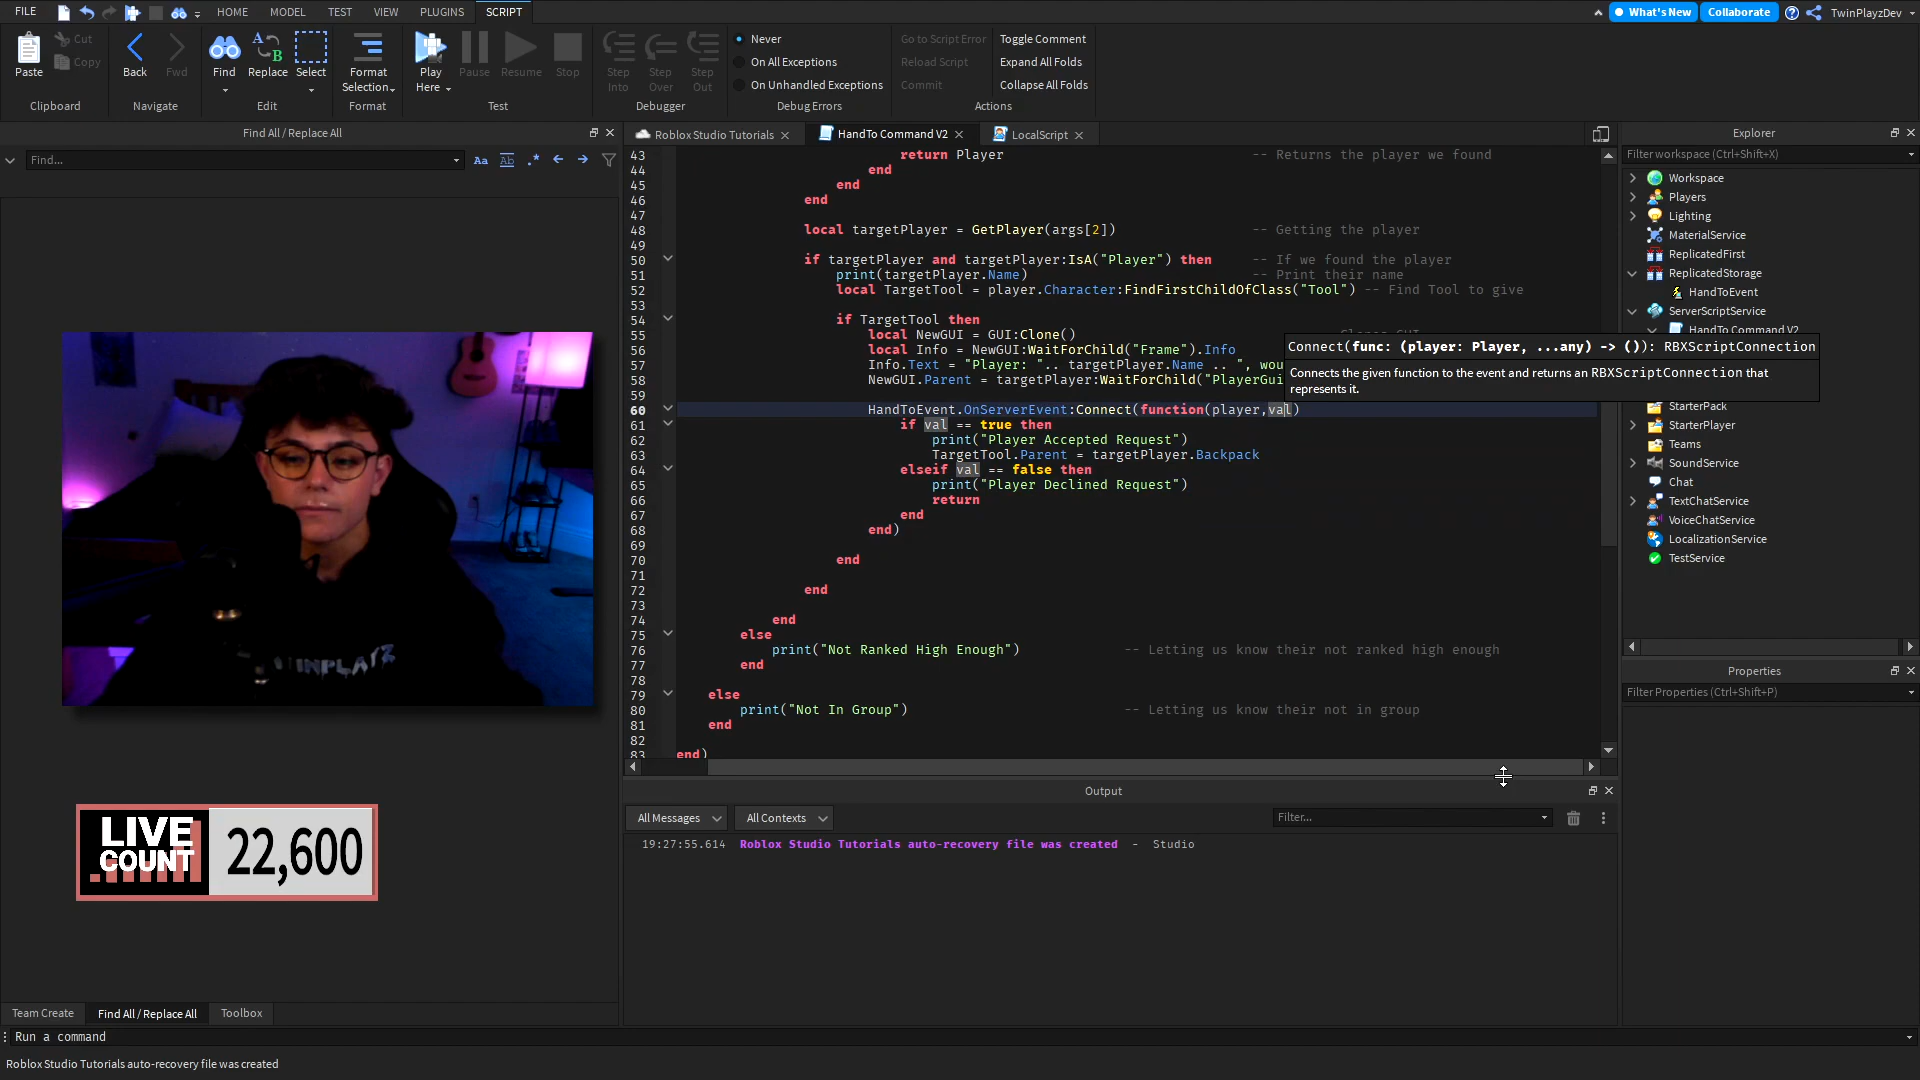 FILE HOME MODEL TEST VIEW PLUGINS SCRIPT What's New Collaborate TwinPlayzDev
Paste Cut Copy Back Fwd Find Replace Select Format Selection Play Here Pause Resume Stop Step Into Step Over Step Out
Never
On All Exceptions
On Unhandled Exceptions
Go to Script Error
Reload Script
Commit
Toggle Comment
Expand All Folds
Collapse All Folds
Clipboard Navigate Edit Format Test Debugger Debug Errors Actions
Find All / Replace All
Find...
Roblox Studio Tutorials HandTo Command V2 LocalScript
43 return Player -- Returns the player we found
44 end
45 end
46 end
47
48 local targetPlayer = GetPlayer(args[2]) -- Getting the player
49
50 if targetPlayer and targetPlayer:IsA("Player") then -- If we found the player
51 print(targetPlayer.Name) -- Print their name
52 local TargetTool = player.Character:FindFirstChildOfClass("Tool") -- Find Tool to give
53
54 if TargetTool then
55 local NewGUI = GUI:Clone()
56 local Info = NewGUI:WaitForChild("Frame").Info
57 Info.Text = "Player: ".. targetPlayer.Name .. ", wou
58 NewGUI.Parent = targetPlayer:WaitForChild("PlayerGui
59
60 HandToEvent.OnServerEvent:Connect(function(player,val)
61 if val == true then
62 print("Player Accepted Request")
63 TargetTool.Parent = targetPlayer.Backpack
64 elseif val == false then
65 print("Player Declined Request")
66 return
67 end
68 end)
69
70 end
71
72 end
73
74 end
75 else
76 print("Not Ranked High Enough") -- Letting us know their not ranked high enough
77 end
78
79 else
80 print("Not In Group") -- Letting us know their not in group
81 end
82
83 end)
Connect(func: (player: Player, ...any) -> ()): RBXScriptConnection
Connects the given function to the event and returns an RBXScriptConnection that
represents it.
Explorer
Filter workspace (Ctrl+Shift+X)
Workspace
Players
Lighting
MaterialService
ReplicatedFirst
ReplicatedStorage
HandToEvent
ServerScriptService
HandTo Command V2
StarterPack
StarterPlayer
Teams
SoundService
Chat
TextChatService
VoiceChatService
LocalizationService
TestService
Properties
Filter Properties (Ctrl+Shift+P)
Output
All Messages All Contexts Filter...
19:27:55.614 Roblox Studio Tutorials auto-recovery file was created - Studio
LIVE
COUNT
22,600
Team Create Find All / Replace All Toolbox
Run a command
Roblox Studio Tutorials auto-recovery file was created